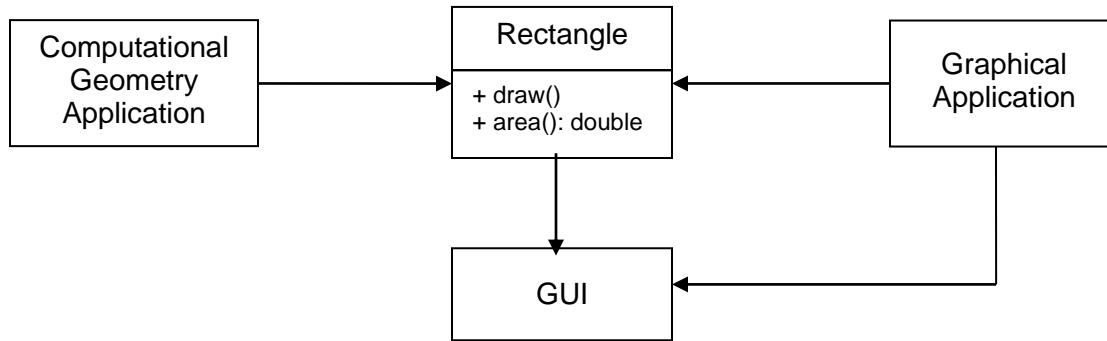 Computational
Geometry
Application
Rectangle
+ draw()
+ area(): double
Graphical
Application
GUI